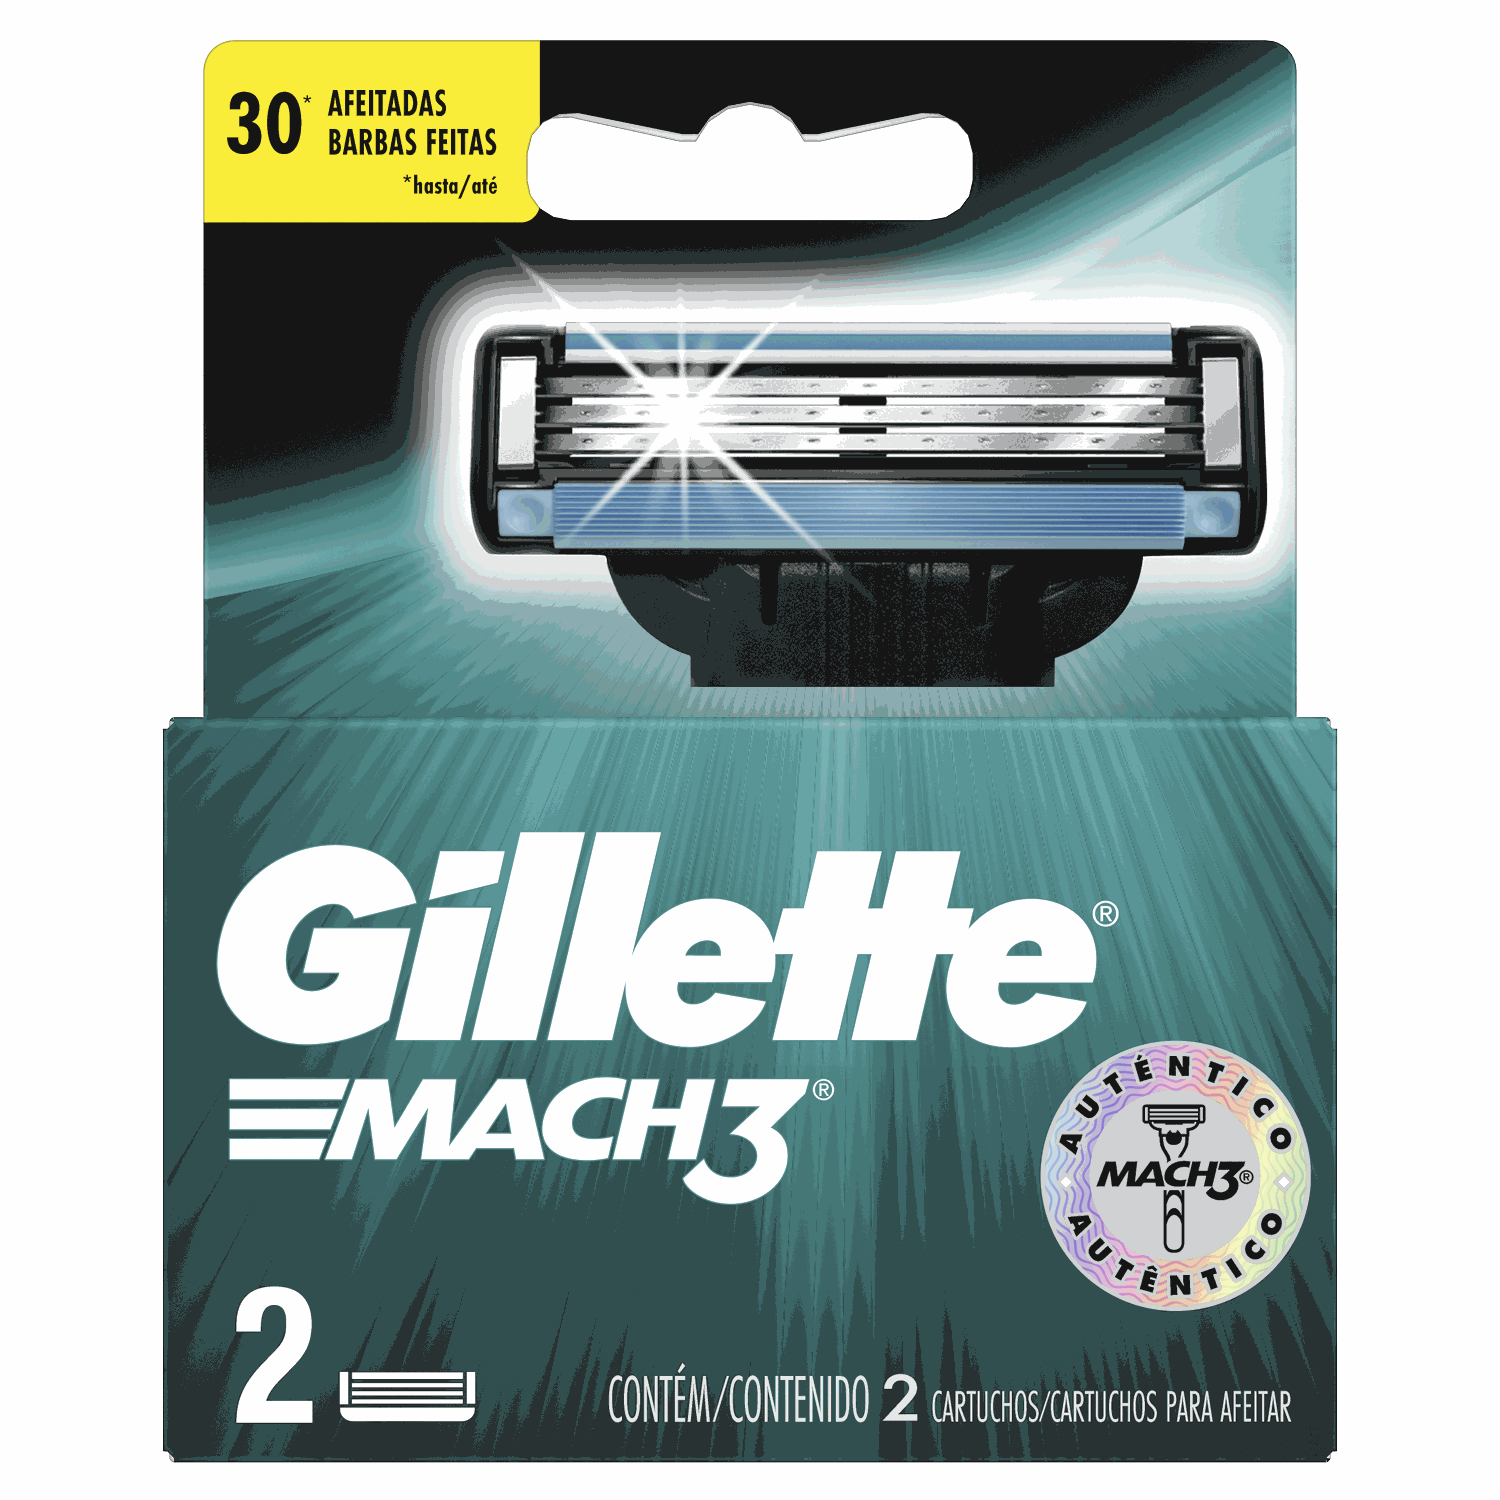 30* AFEITADAS
BARBAS FEITAS
*hasta/até
Gillette®
MACH3®
AUTÉNTICO
MACH3®
AUTÊNTICO
2
CONTÉM/CONTENIDO 2 CARTUCHOS/CARTUCHOS PARA AFEITAR